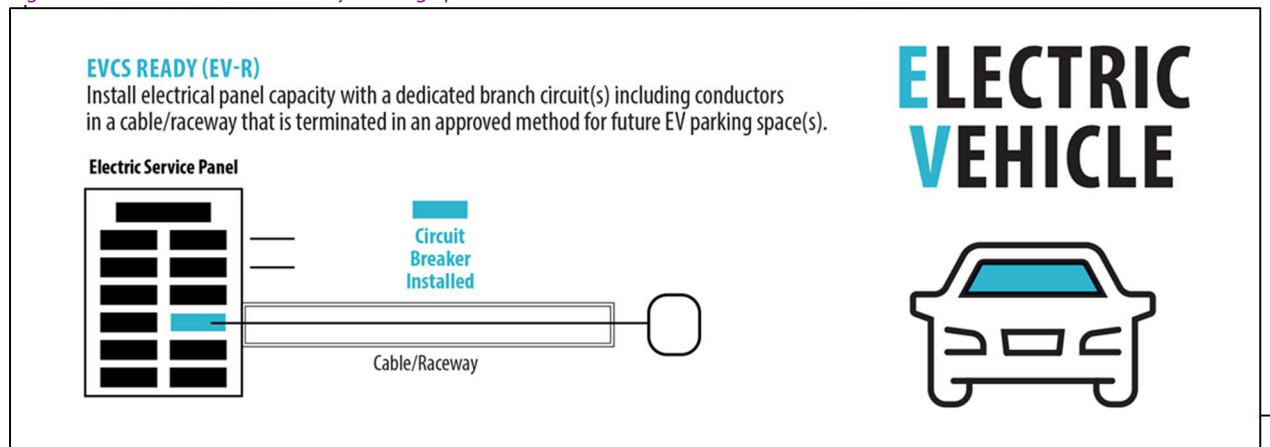 EVCS READY (EV-R)
Install electrical panel capacity with a dedicated branch circuit(s) including conductors
in a cable/raceway that is terminated in an approved method for future EV parking space(s).
Electric Service Panel
Circuit
Breaker
Installed
Cable/Raceway
ELECTRIC
VEHICLE